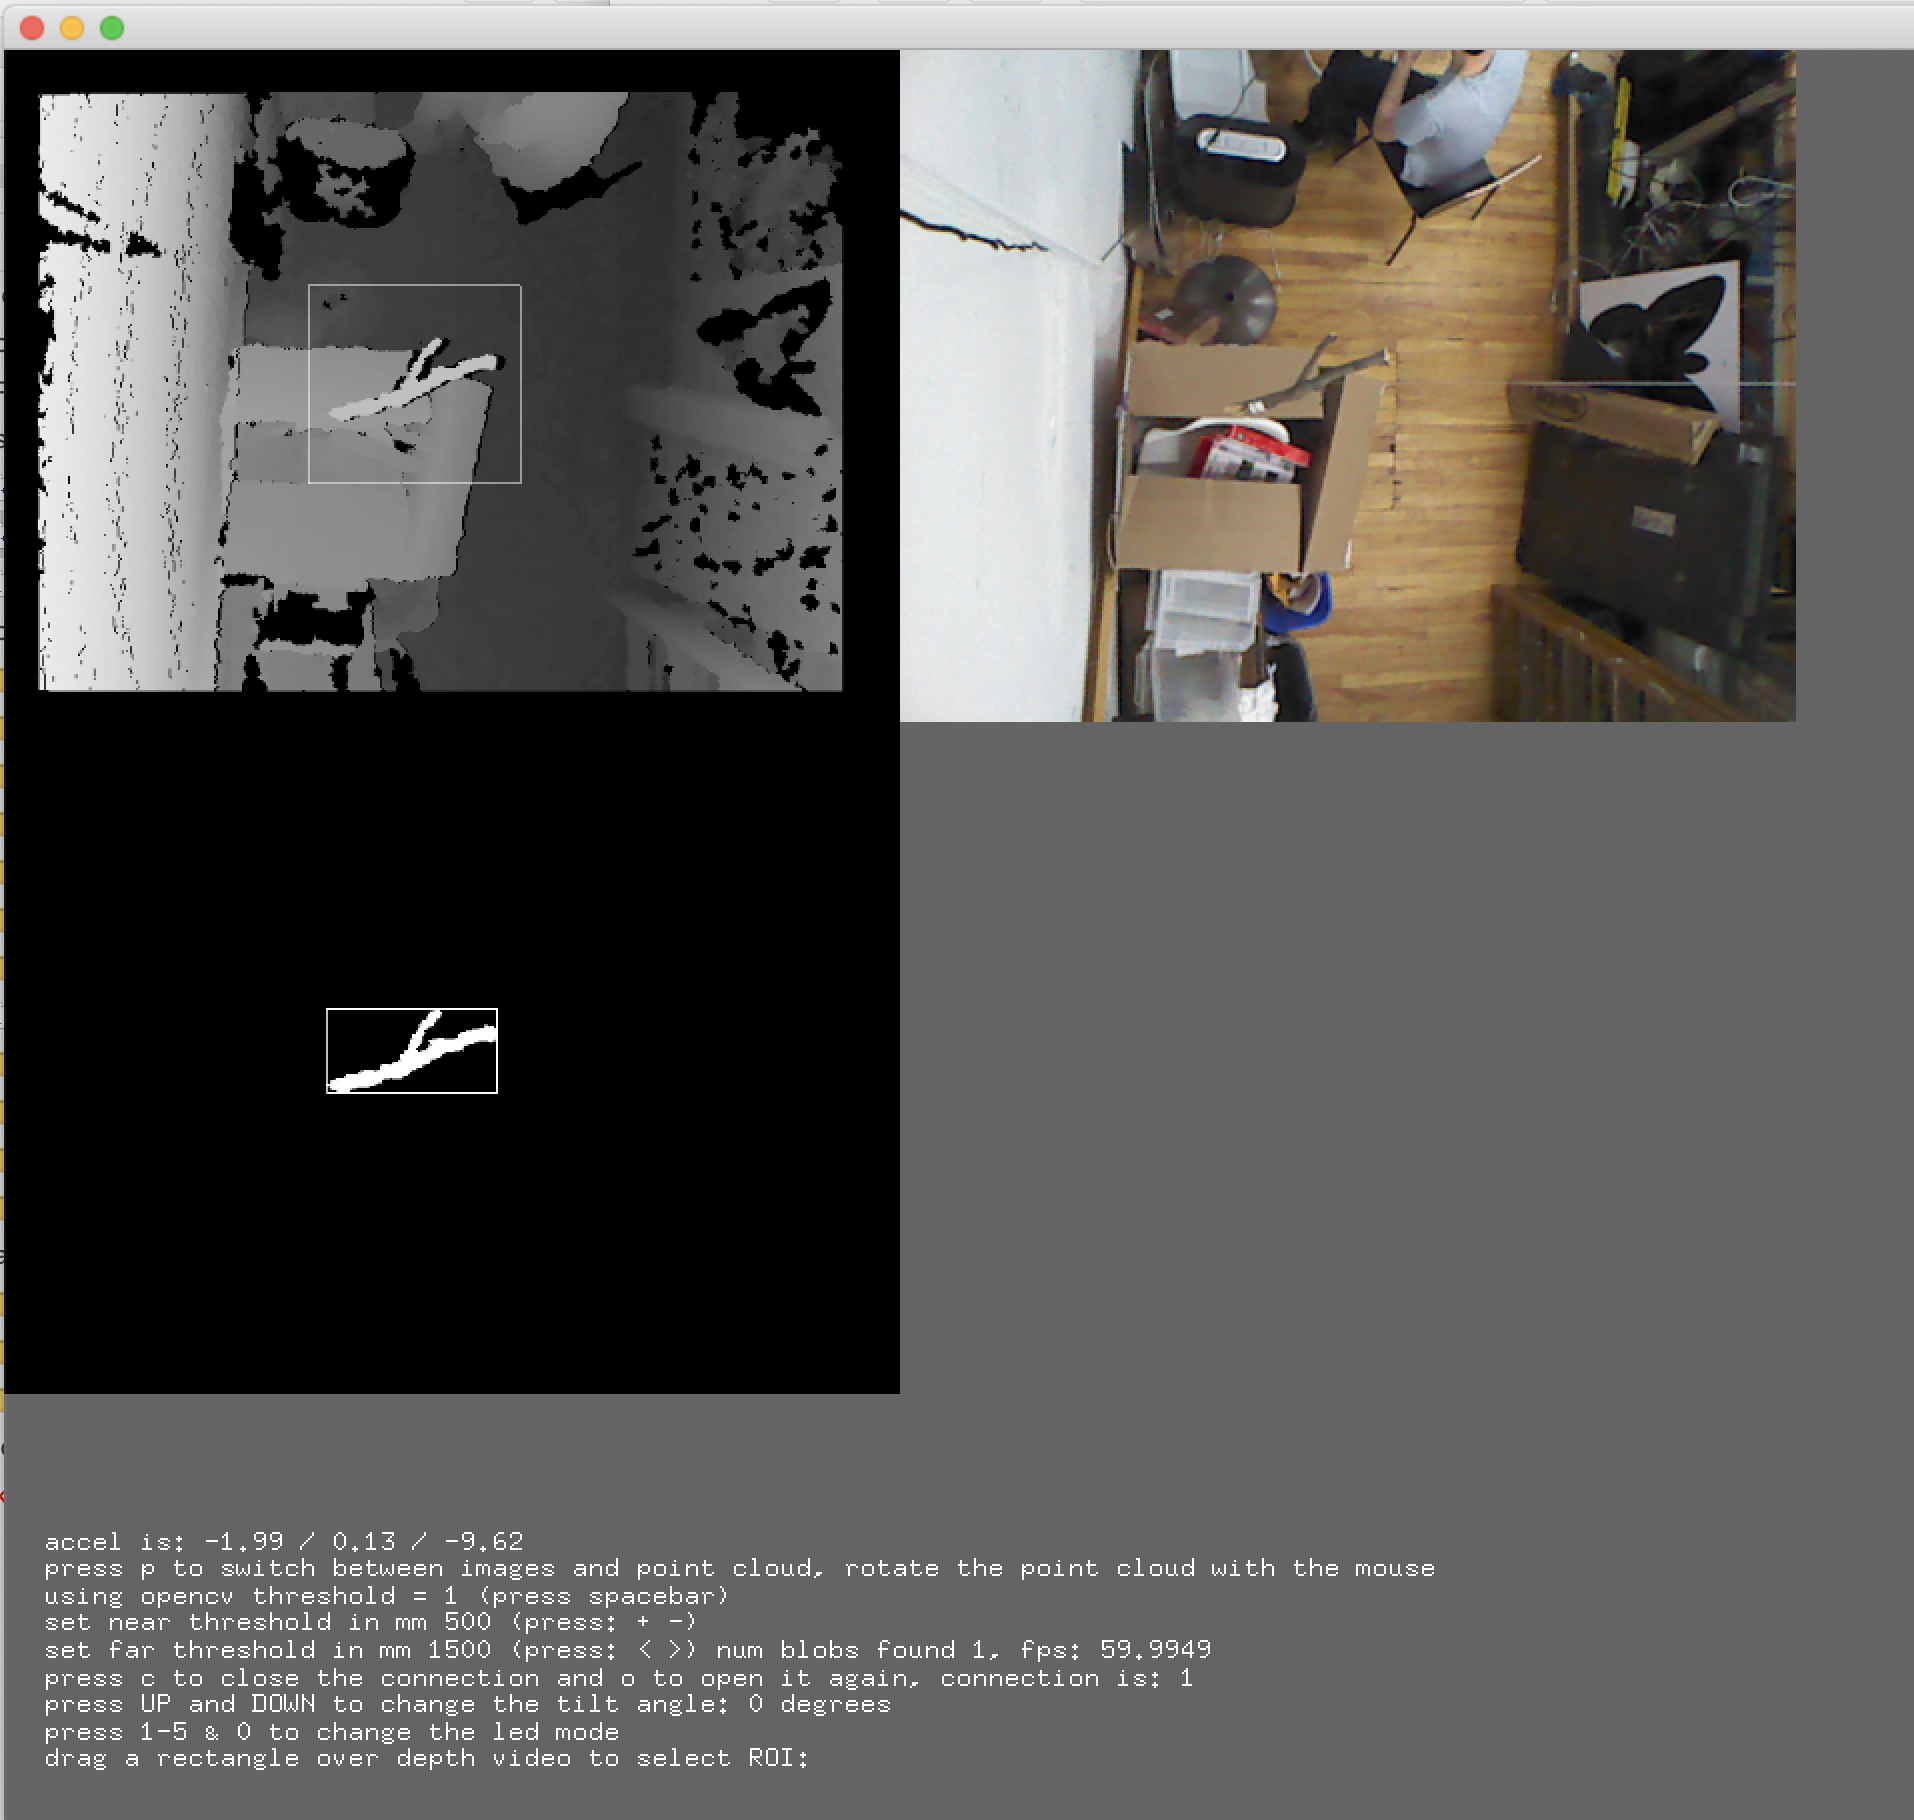 accel is: -1.99 / 0.13 / -9.62
press p to switch between images and point cloud, rotate the point cloud with the mouse
using opencv threshold = 1 (press spacebar)
set near threshold in mm 500 (press: + -)
set far threshold in mm 1500 (press: < >) num blobs found 1, fps: 59.9949
press c to close the connection and o to open it again, connection is: 1
press UP and DOWN to change the tilt angle: 0 degrees
press 1-5 & 0 to change the led mode
drag a rectangle over depth video to select ROI: